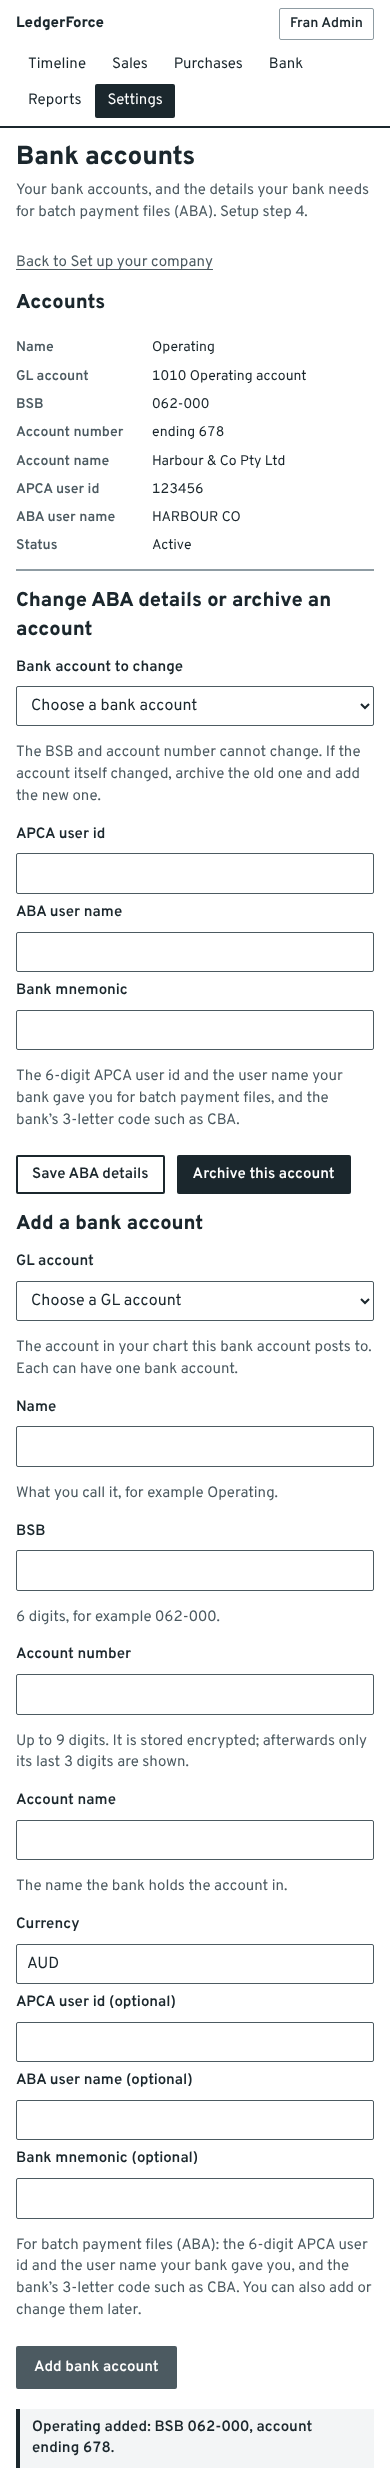 LedgerForce
Fran Admin
Timeline Sales Purchases Bank
Reports Settings
Bank accounts
Your bank accounts, and the details your bank needs
for batch payment files (ABA). Setup step 4.
Back to Set up your company
Accounts
Name Operating
GL account 1010 Operating account
BSB 062-000
Account number ending 678
Account name Harbour & Co Pty Ltd
APCA user id 123456
ABA user name HARBOUR CO
Status Active
Change ABA details or archive an
account
Bank account to change
Choose a bank account
The BSB and account number cannot change. If the
account itself changed, archive the old one and add
the new one.
APCA user id
ABA user name
Bank mnemonic
The 6-digit APCA user id and the user name your
bank gave you for batch payment files, and the
bank’s 3-letter code such as CBA.
Save ABA details Archive this account
Add a bank account
GL account
Choose a GL account
The account in your chart this bank account posts to.
Each can have one bank account.
Name
What you call it, for example Operating.
BSB
6 digits, for example 062-000.
Account number
Up to 9 digits. It is stored encrypted; afterwards only
its last 3 digits are shown.
Account name
The name the bank holds the account in.
Currency
AUD
APCA user id (optional)
ABA user name (optional)
Bank mnemonic (optional)
For batch payment files (ABA): the 6-digit APCA user
id and the user name your bank gave you, and the
bank’s 3-letter code such as CBA. You can also add or
change them later.
Add bank account
Operating added: BSB 062-000, account
ending 678.